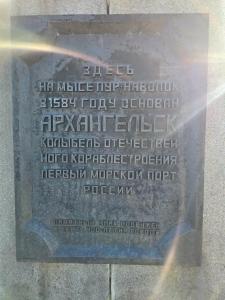 ЗДЕСЬ
НА МЫСЕ ПУР-НАВОЛОК
В 1584 ГОДУ ОСНОВАН
АРХАНГЕЛЬСК
КОЛЫБЕЛЬ ОТЕЧЕСТВЕН
НОГО КОРАБЛЕСТРОЕНИЯ
ПЕРВЫЙ МОРСКОЙ ПОРТ
РОССИИ